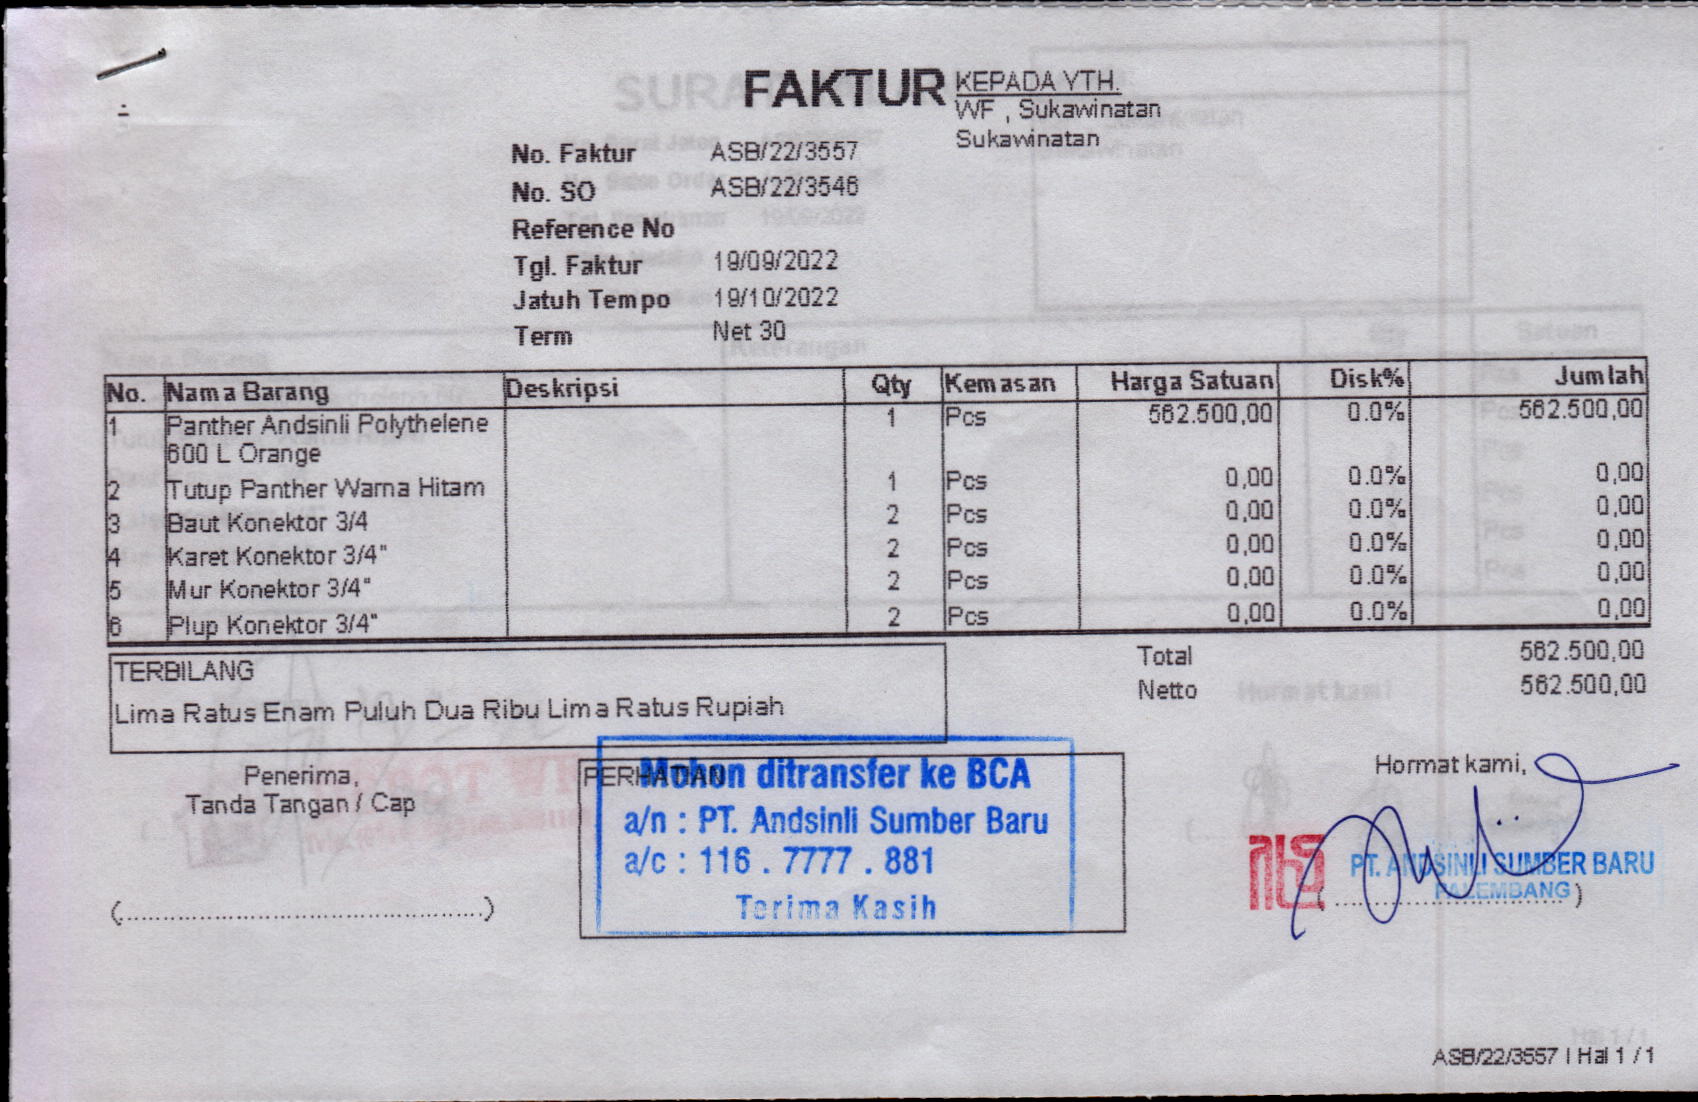 FAKTUR
KEPADA YTH.
WF , Sukawinatan
Sukawinatan
No. Faktur ASB/22/3557
No. SO ASB/22/3546
Reference No
Tgl. Faktur 19/09/2022
Jatuh Tempo 19/10/2022
Term Net 30
No. Nama Barang Deskripsi Qty Kemasan Harga Satuan Disk% Jumlah
1 Panther Andsinli Polythelene 1 Pcs 562.500,00 0.0% 562.500,00
600 L Orange
2 Tutup Panther Warna Hitam 1 Pcs 0,00 0.0% 0,00
3 Baut Konektor 3/4 2 Pcs 0,00 0.0% 0,00
4 Karet Konektor 3/4" 2 Pcs 0,00 0.0% 0,00
5 Mur Konektor 3/4" 2 Pcs 0,00 0.0% 0,00
6 Plup Konektor 3/4" 2 Pcs 0,00 0.0% 0,00
Total 562.500,00
Netto 562.500,00
TERBILANG
Lima Ratus Enam Puluh Dua Ribu Lima Ratus Rupiah
Penerima,
Tanda Tangan / Cap
(................................................)
PERHATIAN
Mohon ditransfer ke BCA
a/n : PT. Andsinli Sumber Baru
a/c : 116 . 7777 . 881
Terima Kasih
Hormat kami,
PT. ANDSINLI SUMBER BARU
PALEMBANG
(..............................)
ASB/22/3557 | Hal 1 / 1